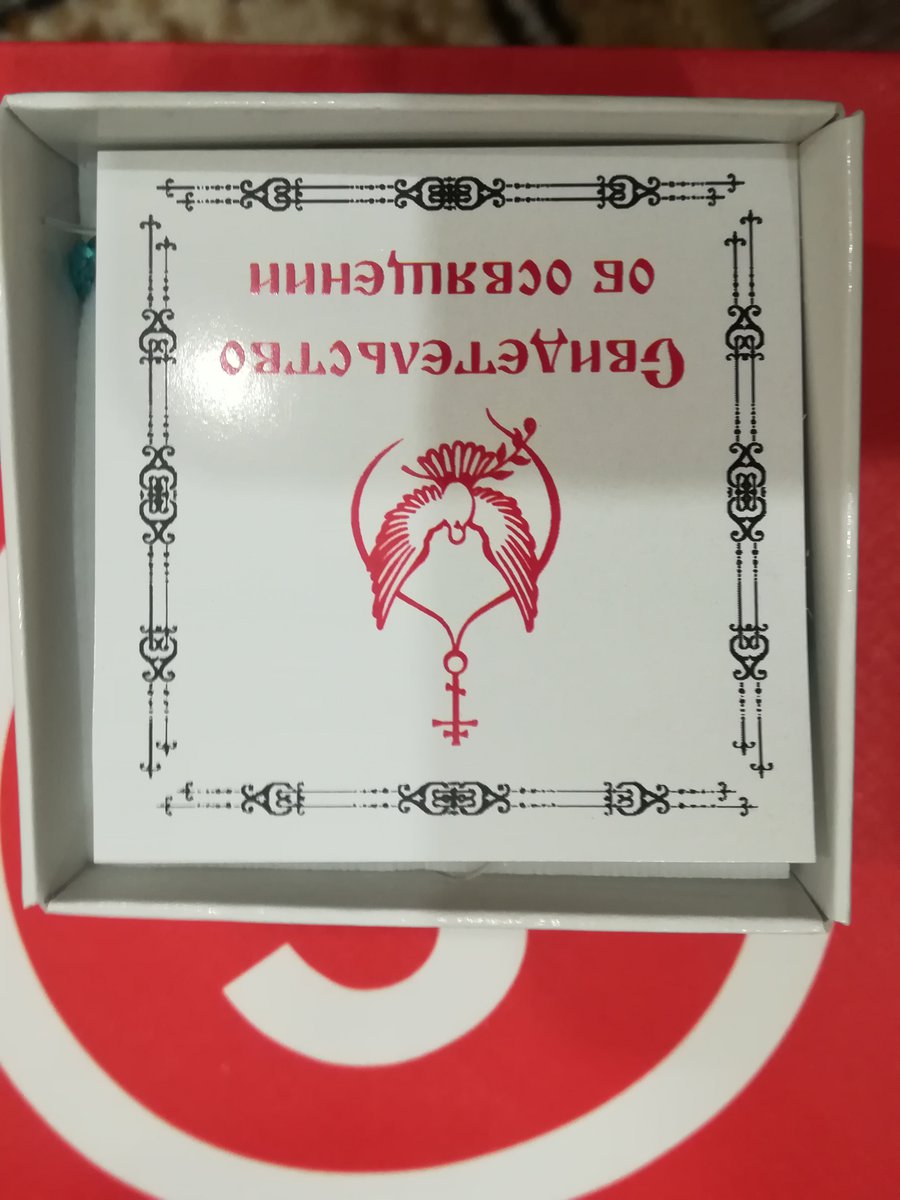 Свидетельство
об освящении